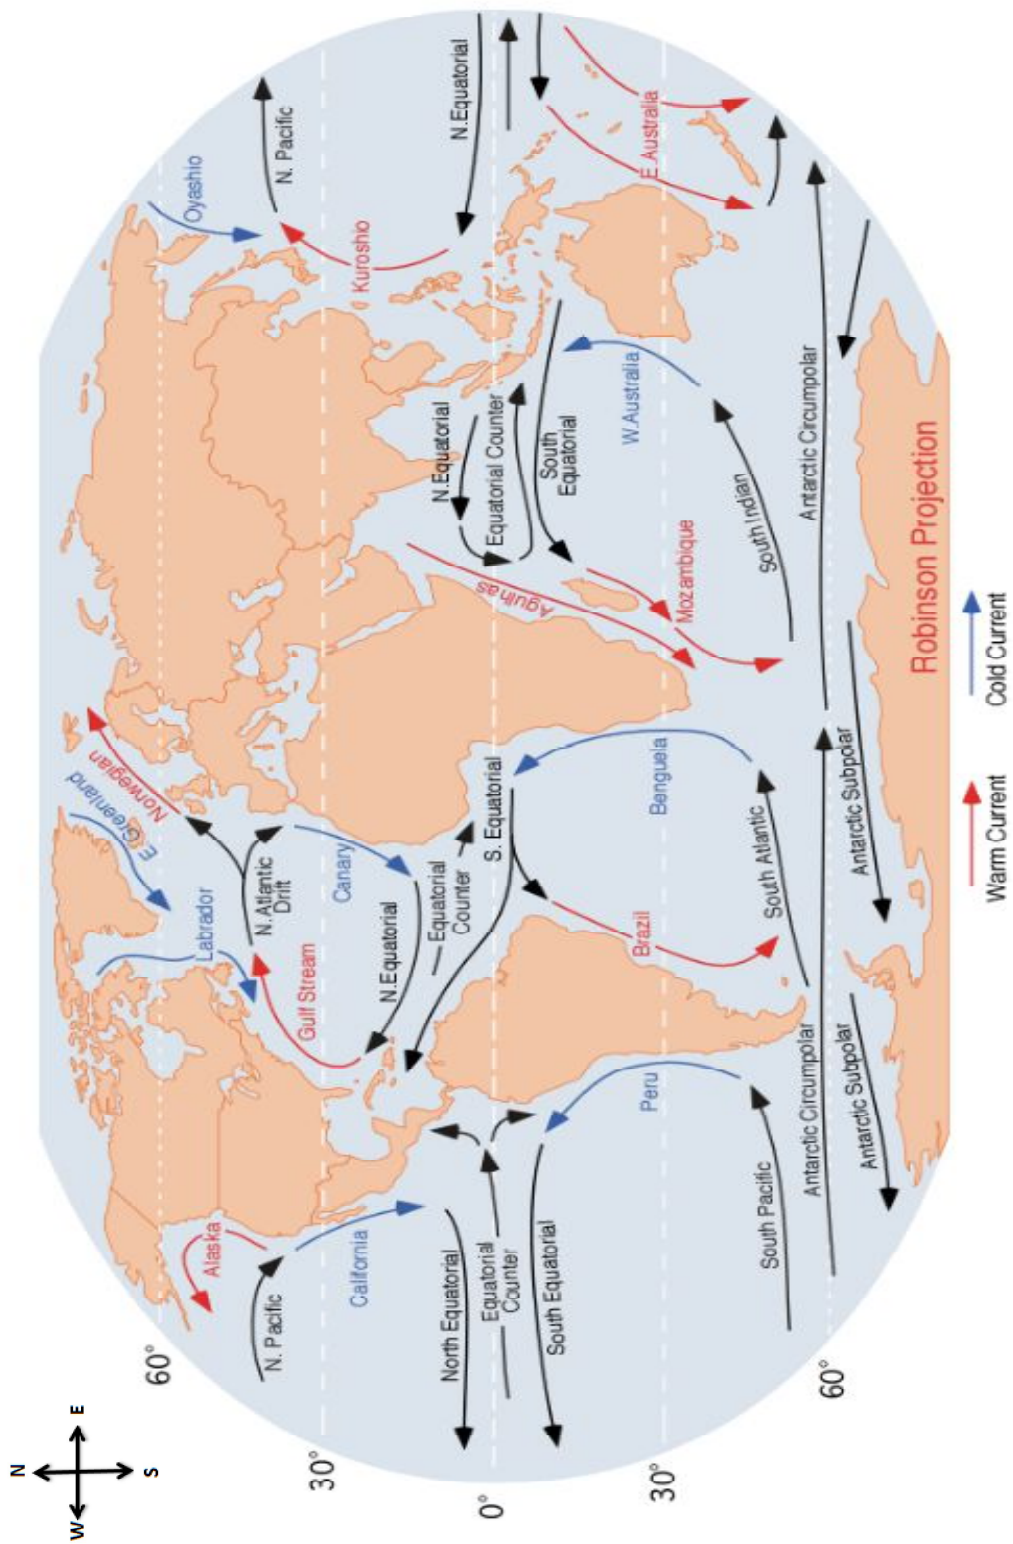 N
W
E
S
60°
30°
0°
30°
60°
Alaska
N. Pacific
California
North Equatorial
Equatorial
Counter
South Equatorial
South Pacific
Peru
Antarctic Circumpolar
Antarctic Subpolar
Labrador
E.Greenland
Norwegian
Gulf Stream
N.Atlantic
Drift
Canary
N.Equatorial
Equatorial
Counter
S. Equatorial
Brazil
Benguela
South Atlantic
Antarctic Subpolar
Agulhas
Mozambique
N.Equatorial
Equatorial Counter
South
Equatorial
W.Australia
South Indian
Antarctic Circumpolar
Oyashio
N. Pacific
Kuroshio
N.Equatorial
E.Australia
Robinson Projection
Warm Current
Cold Current